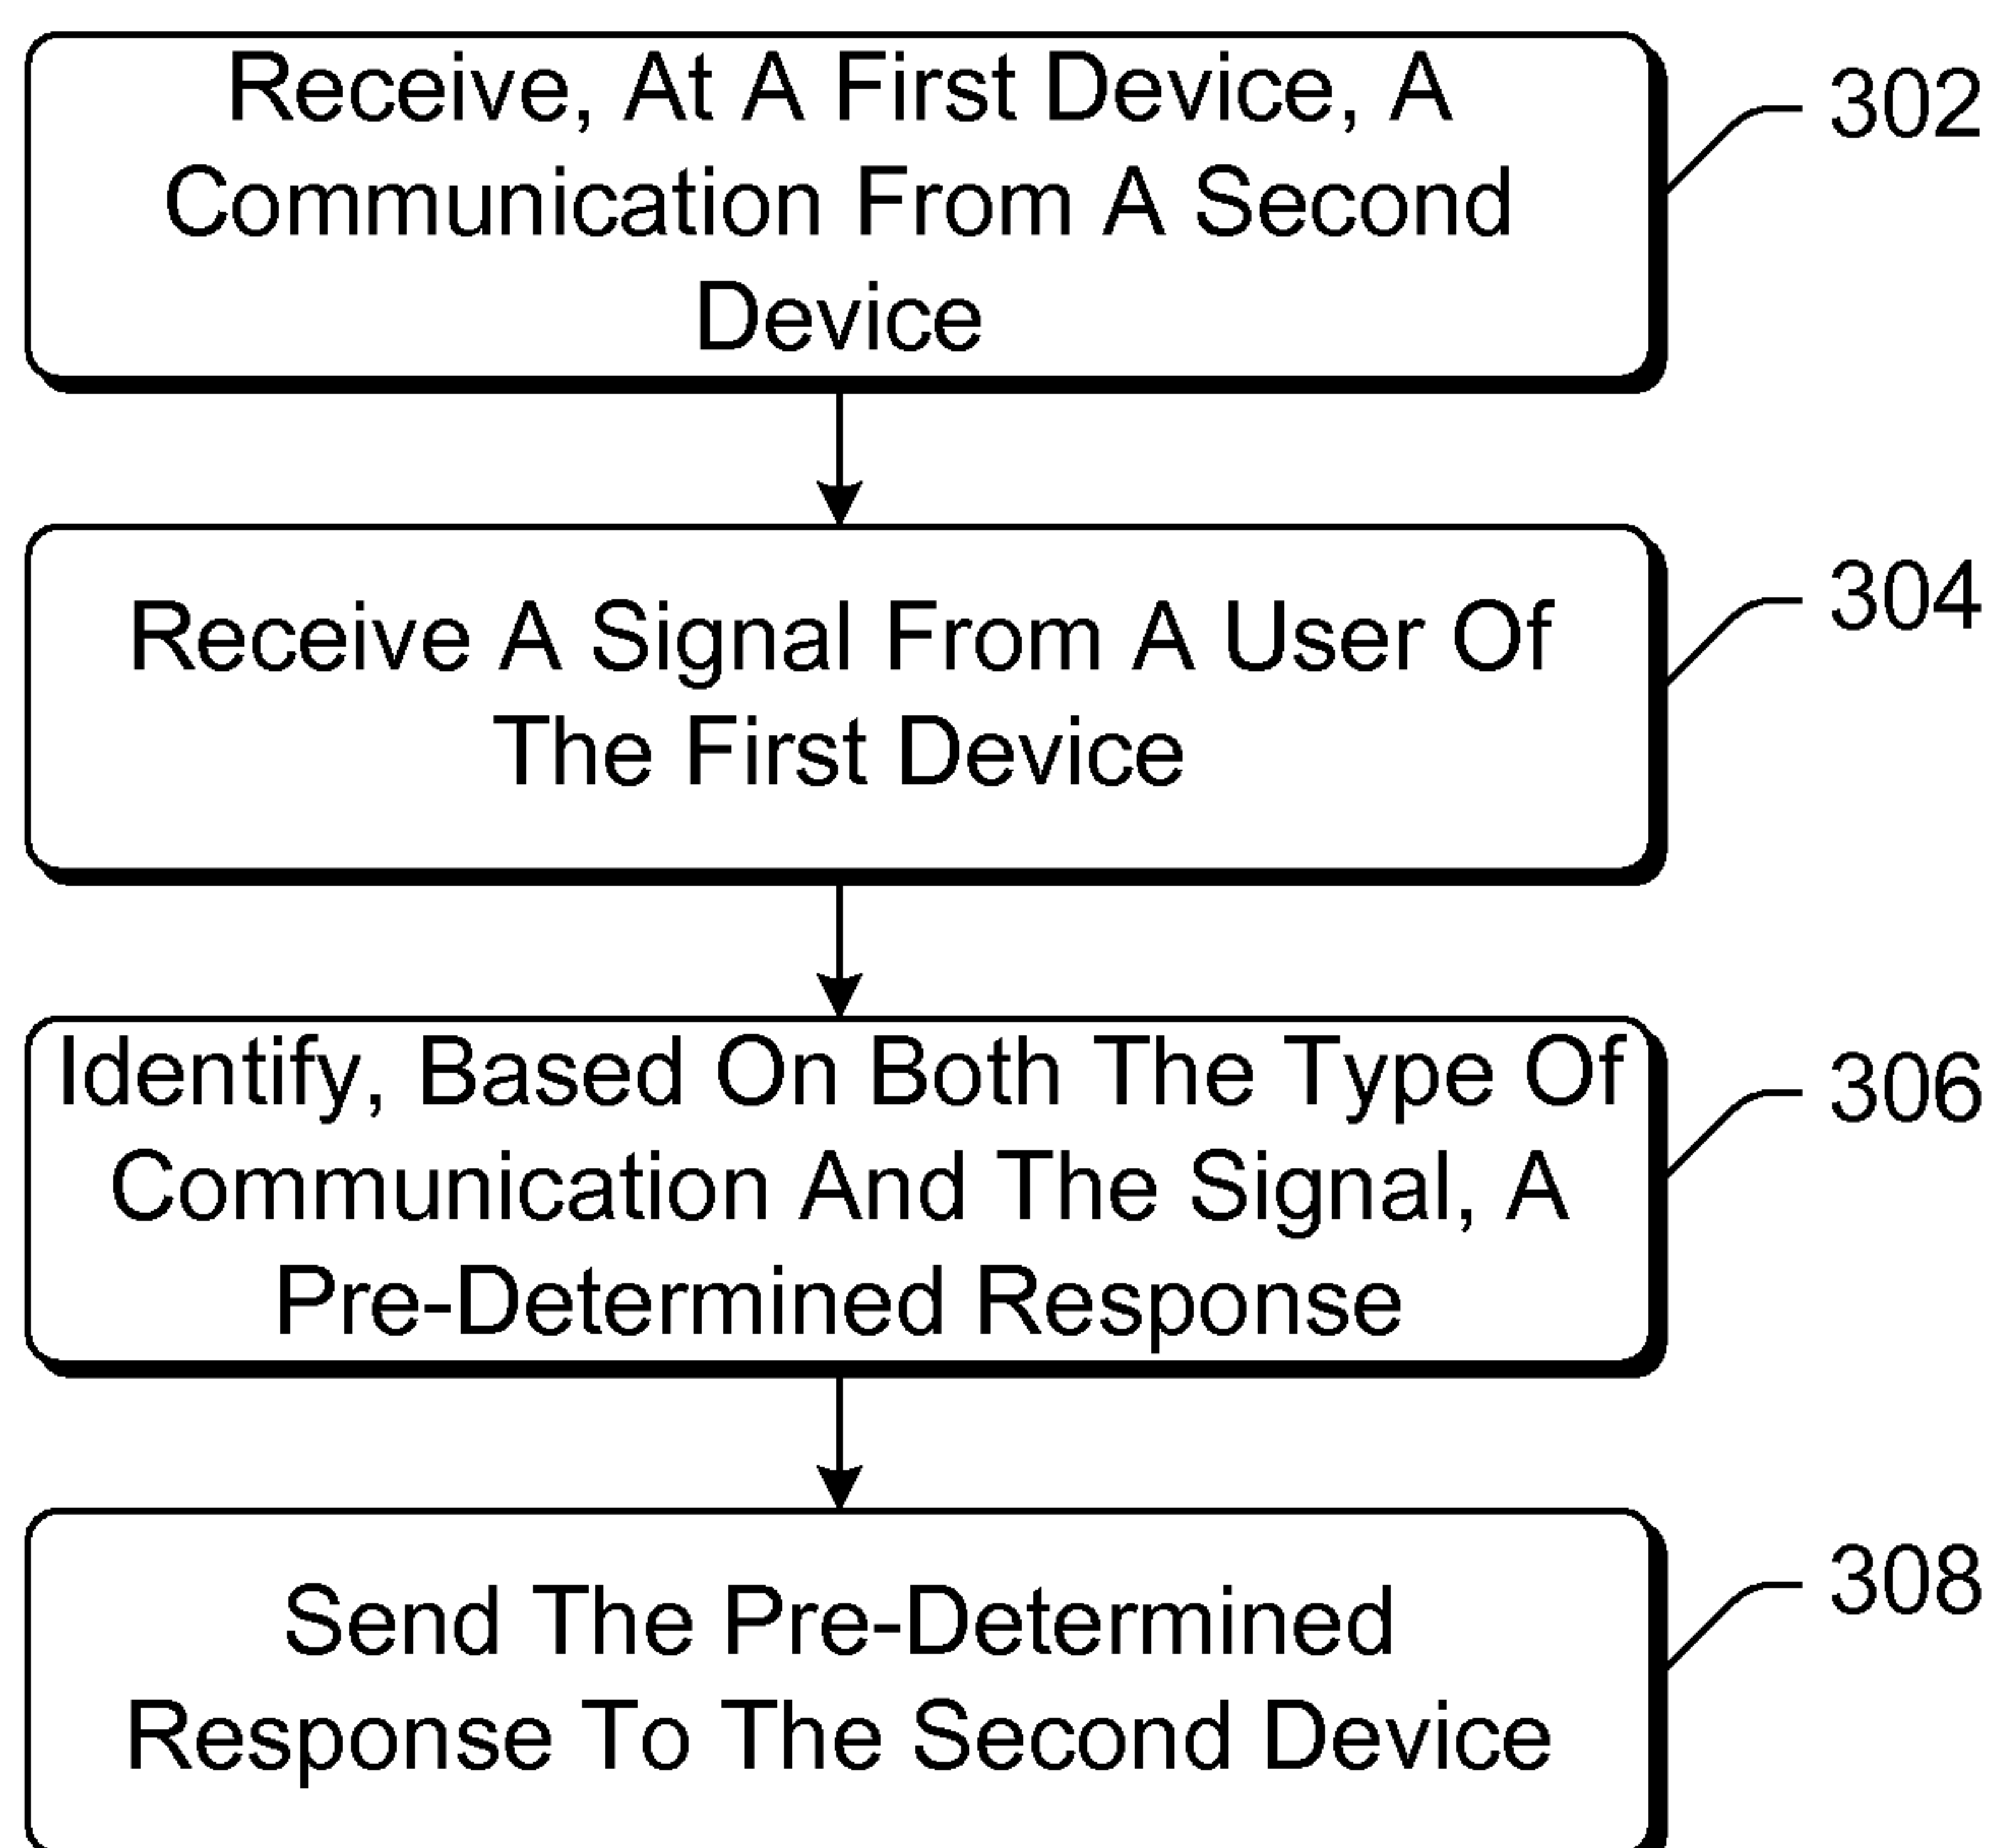 Receive, At A First Device, A
Communication From A Second
Device
302
Receive A Signal From A User Of
The First Device
304
Identify, Based On Both The Type Of
Communication And The Signal, A
Pre-Determined Response
306
Send The Pre-Determined
Response To The Second Device
308